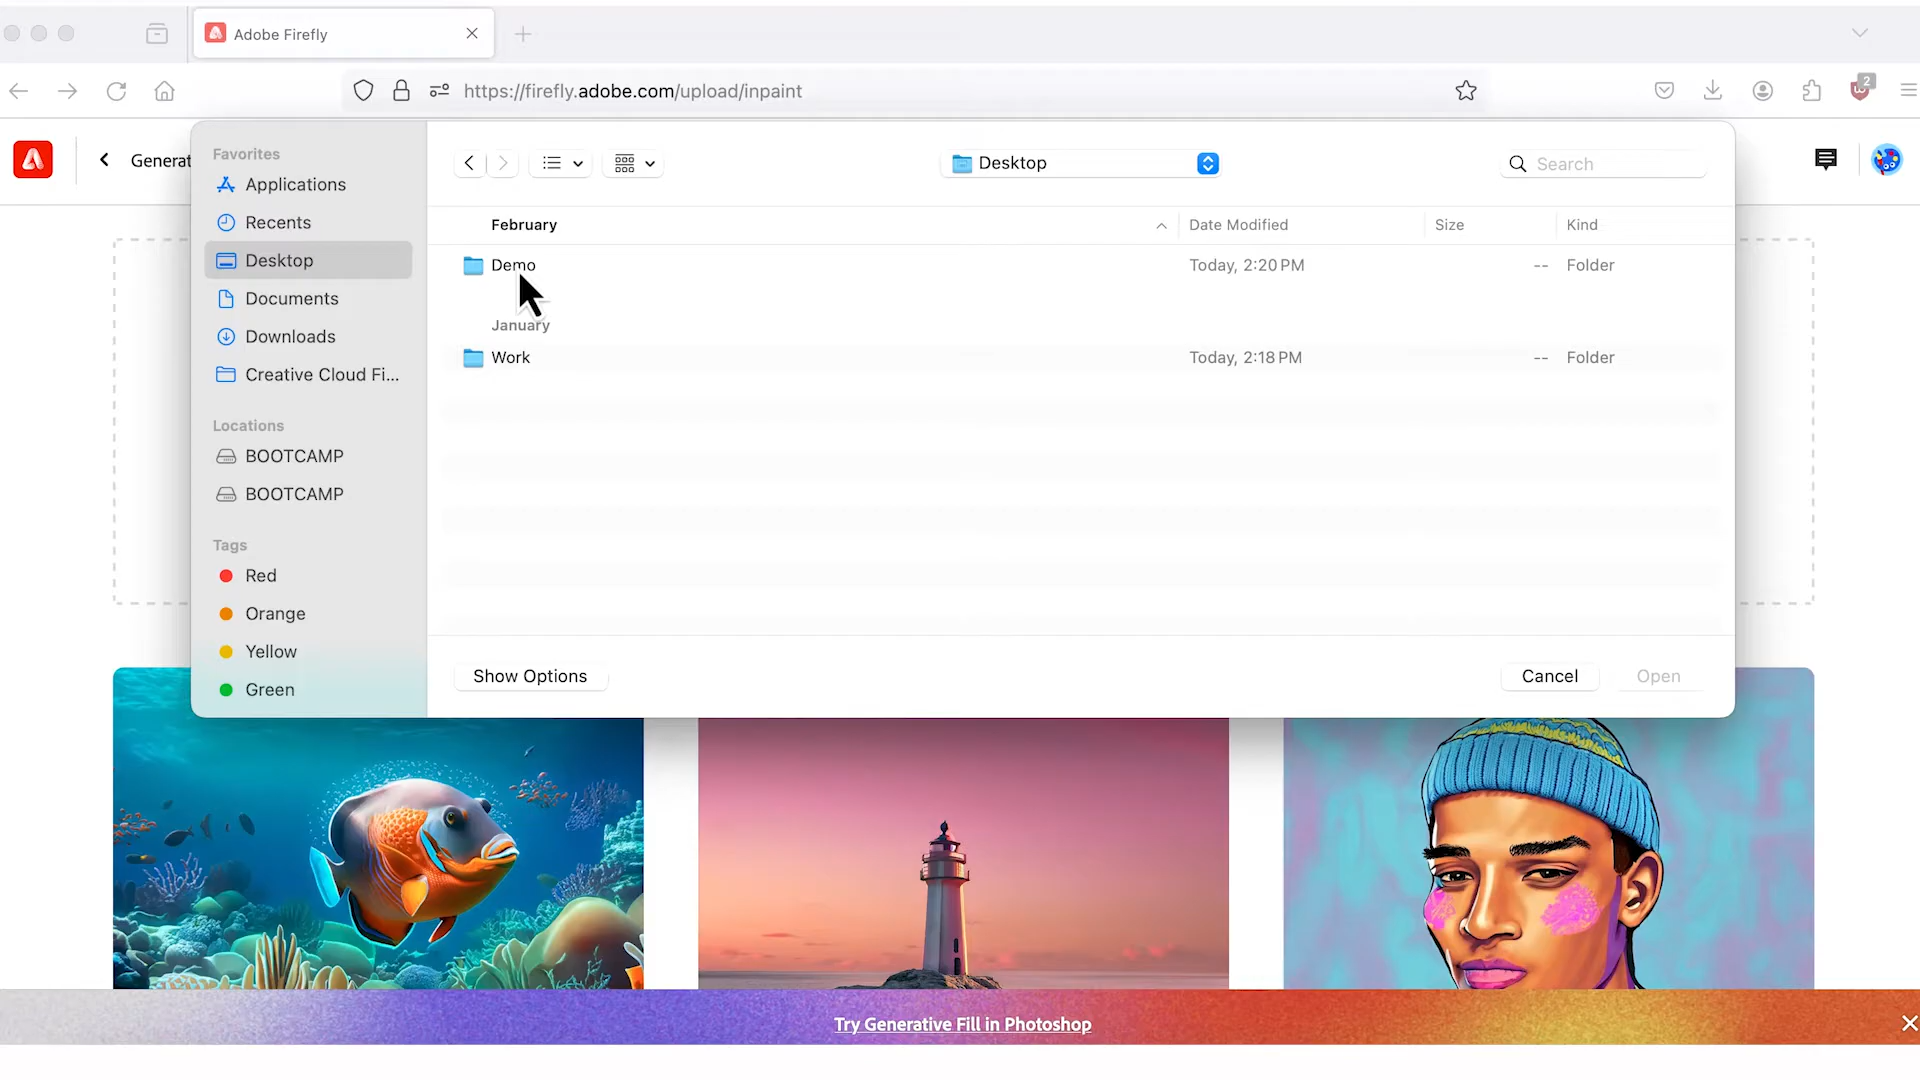 Adobe Firefly
https://firefly.adobe.com/upload/inpaint
2
Generat
Favorites
Applications
Recents
Desktop
Documents
Downloads
Creative Cloud Fi...
Locations
BOOTCAMP
BOOTCAMP
Tags
Red
Orange
Yellow
Green
Desktop
Search
February
Date Modified
Size
Kind
Demo
Today, 2:20 PM
--
Folder
January
Work
Today, 2:18 PM
--
Folder
Show Options
Cancel
Open
Try Generative Fill in Photoshop